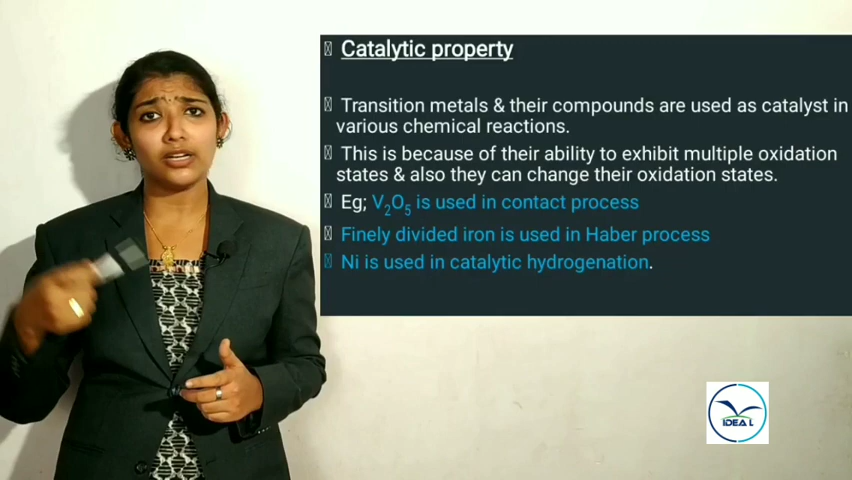 Catalytic property
Transition metals & their compounds are used as catalyst in
various chemical reactions.
This is because of their ability to exhibit multiple oxidation
states & also they can change their oxidation states.
Eg; V₂O₅ is used in contact process
Finely divided iron is used in Haber process
Ni is used in catalytic hydrogenation.
IDEAL